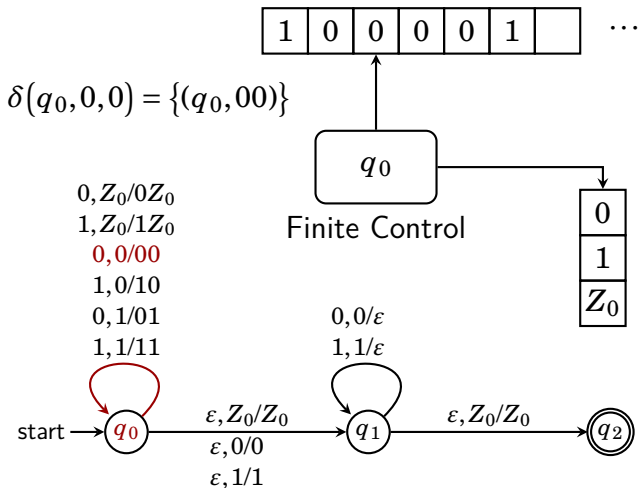 1 0 0 0 0 1 ⋯
δ(q₀,0,0) = {(q₀,00)}
q₀
Finite Control
0
1
Z₀
0,Z₀/0Z₀
1,Z₀/1Z₀
0,0/00
1,0/10
0,1/01
1,1/11
0,0/ε
1,1/ε
start
q₀
ε,Z₀/Z₀
ε,0/0
ε,1/1
q₁
ε,Z₀/Z₀
q₂